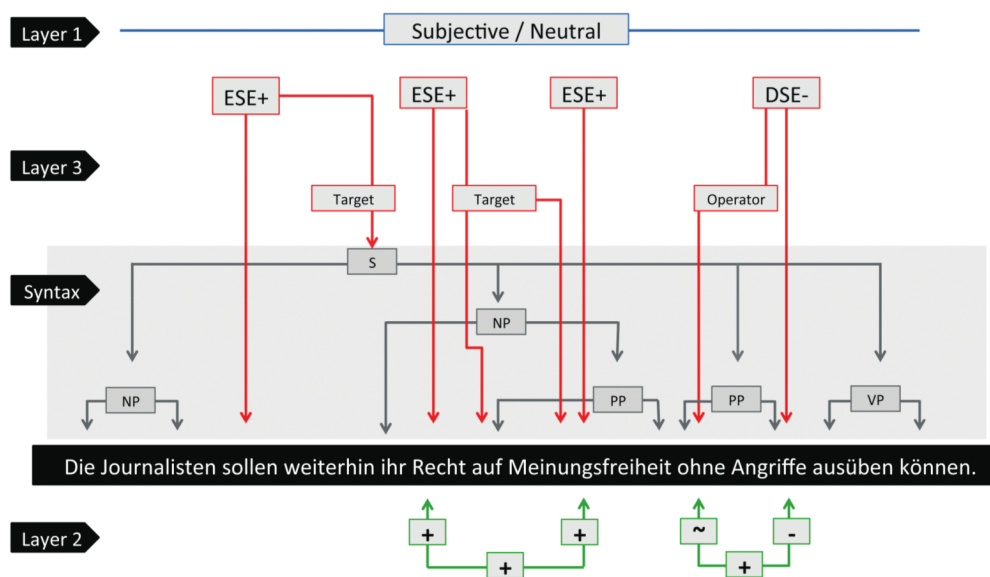 Layer 1
Subjective / Neutral
ESE+
ESE+
ESE+
DSE-
Layer 3
Target
Target
Operator
S
Syntax
NP
NP
PP
PP
VP
Die Journalisten sollen weiterhin ihr Recht auf Meinungsfreiheit ohne Angriffe ausüben können.
+
+
~
-
Layer 2
+
+